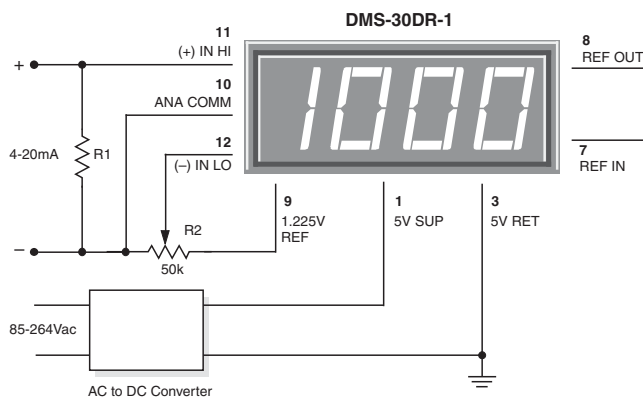 DMS-30DR-1
11
(+) IN HI
8
REF OUT
+
10
ANA COMM
1000
4-20mA
R1
12
(–) IN LO
7
REF IN
9
1.225V
REF
1
5V SUP
3
5V RET
–
R2
50k
85-264Vac
AC to DC Converter